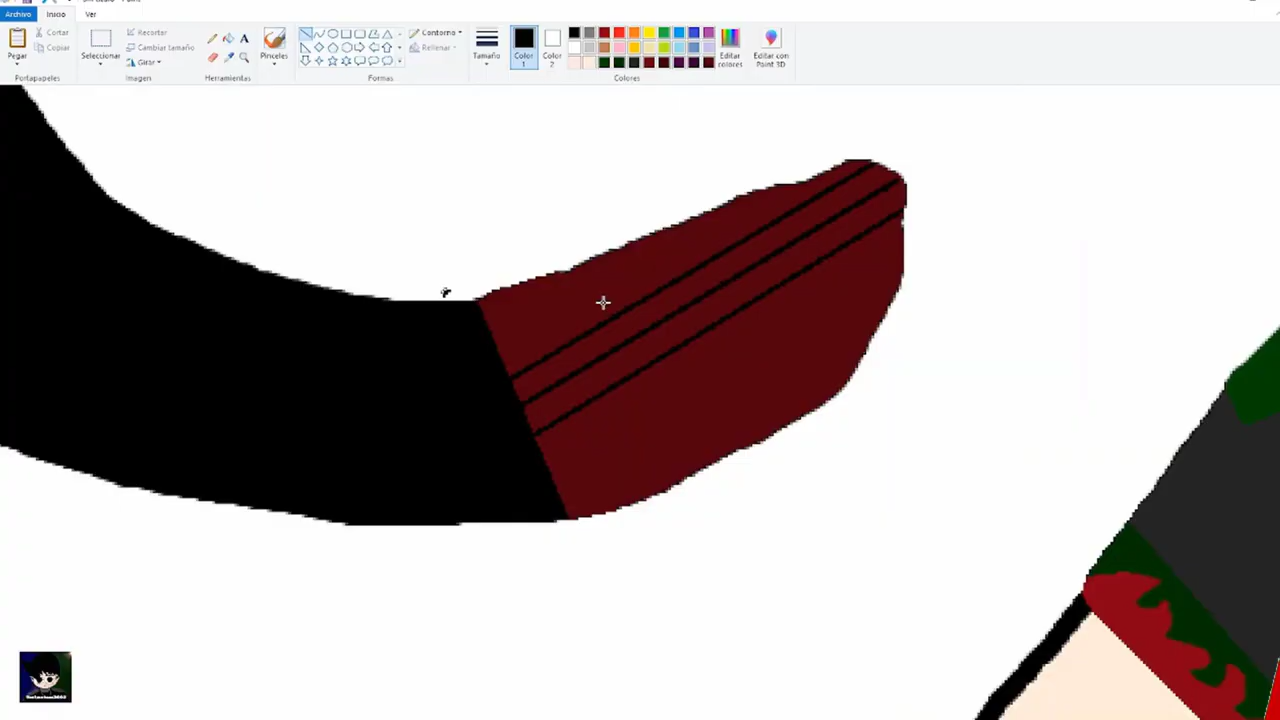 Archivo Inicio Ver
Pegar
Cortar
Copiar
Portapapeles
Seleccionar
Recortar
Cambiar tamaño
Girar
Imagen
A
Herramientas
Pinceles
Contorno
Rellenar
Formas
Tamaño
Color 1
Color 2
Editar colores
Editar con Paint 3D
Colores